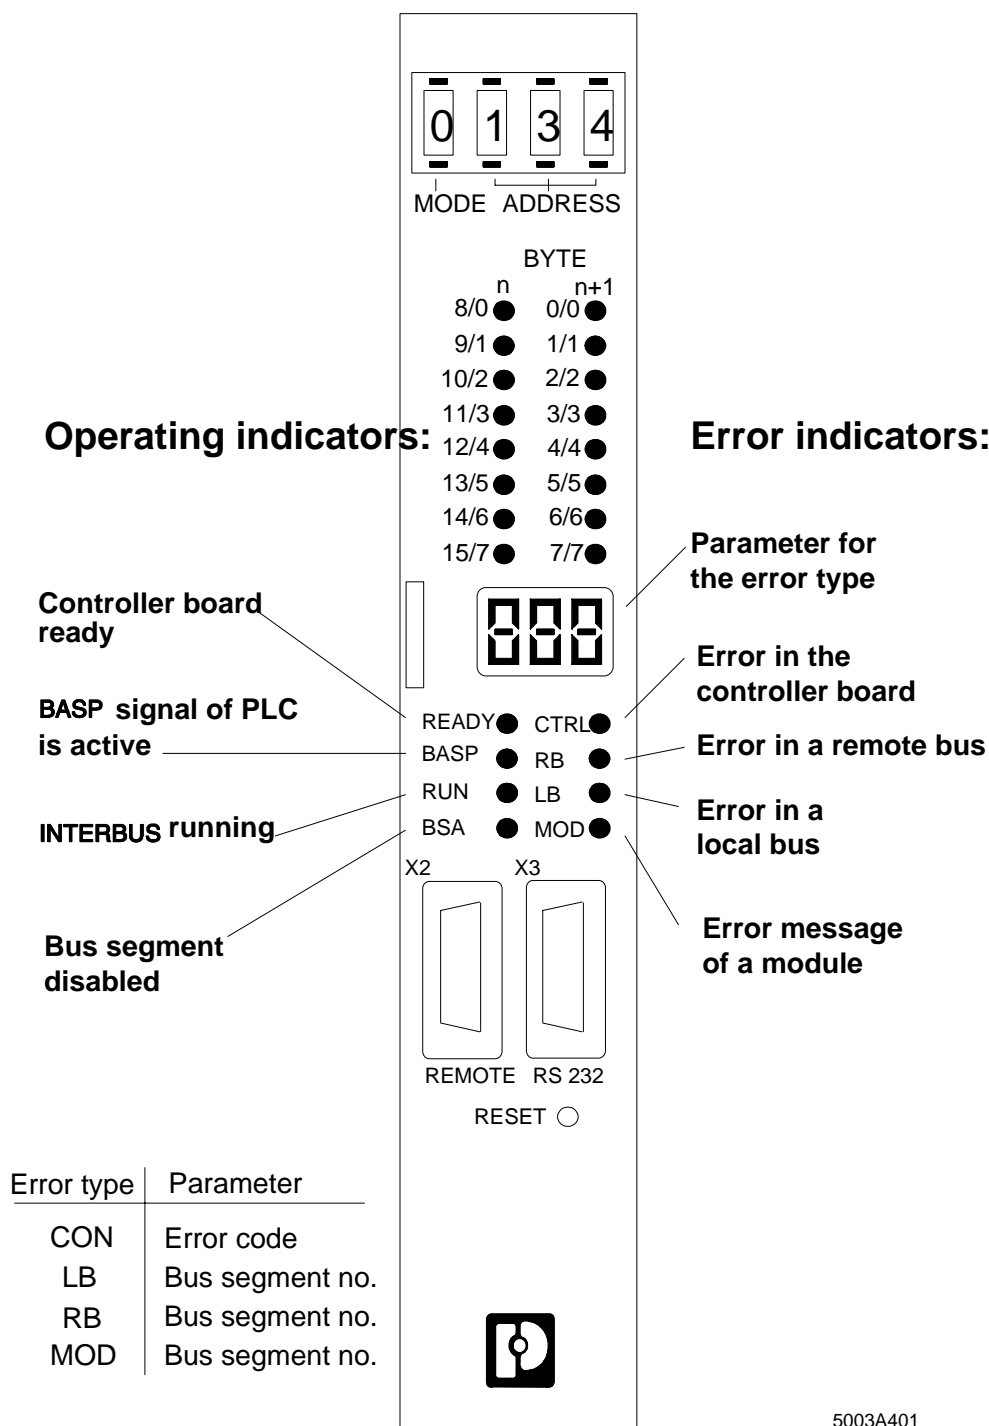 0 1 3 4
MODE ADDRESS
BYTE
n n+1
8/0 0/0
9/1 1/1
10/2 2/2
11/3 3/3
12/4 4/4
13/5 5/5
14/6 6/6
15/7 7/7
Operating indicators:
Error indicators:
Parameter for
the error type
Controller board
ready
Error in the
controller board
BASP signal of PLC
is active
Error in a remote bus
INTERBUS running
Error in a
local bus
Bus segment
disabled
Error message
of a module
READY CTRL
BASP RB
RUN LB
BSA MOD
X2 X3
REMOTE RS 232
RESET
Error type Parameter
CON Error code
LB Bus segment no.
RB Bus segment no.
MOD Bus segment no.
5003A401